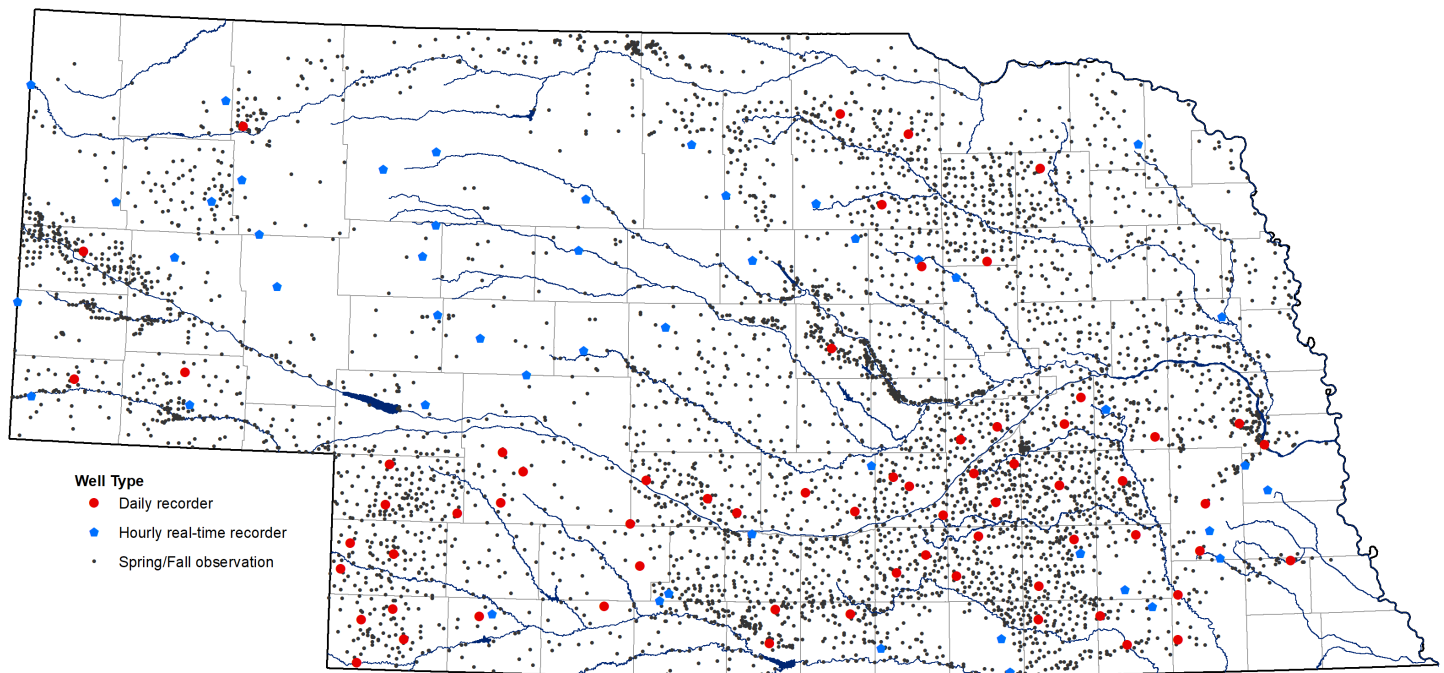 Well Type
Daily recorder
Hourly real-time recorder
Spring/Fall observation